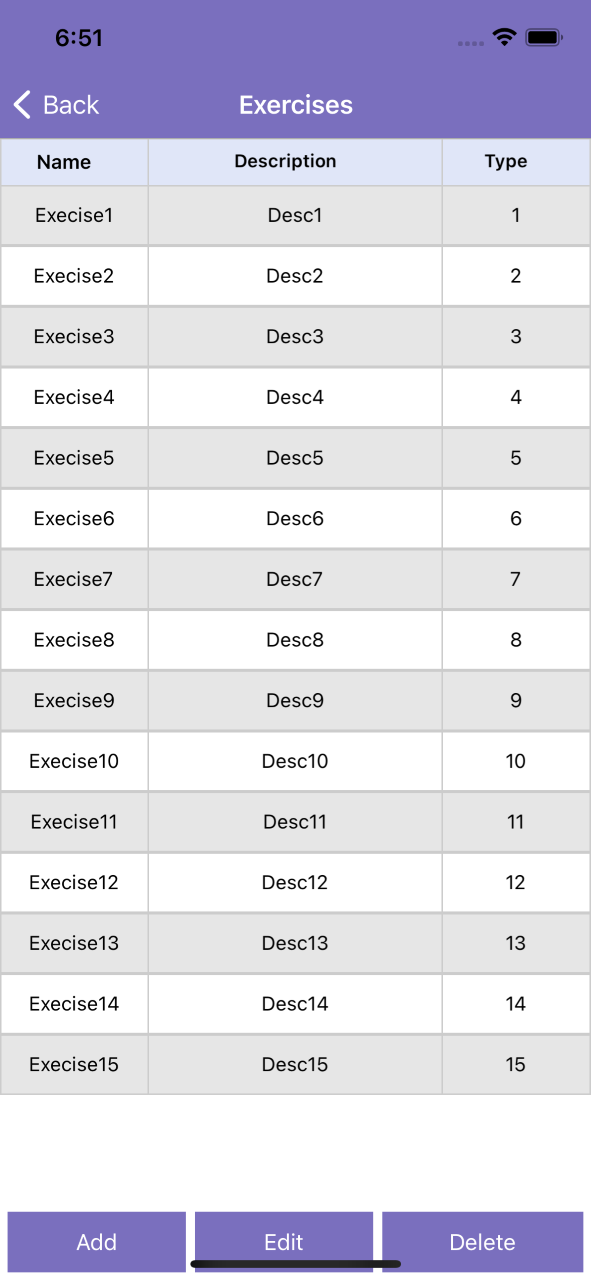 6:51
Back Exercises
Name Description Type
Execise1 Desc1 1
Execise2 Desc2 2
Execise3 Desc3 3
Execise4 Desc4 4
Execise5 Desc5 5
Execise6 Desc6 6
Execise7 Desc7 7
Execise8 Desc8 8
Execise9 Desc9 9
Execise10 Desc10 10
Execise11 Desc11 11
Execise12 Desc12 12
Execise13 Desc13 13
Execise14 Desc14 14
Execise15 Desc15 15
Add Edit Delete